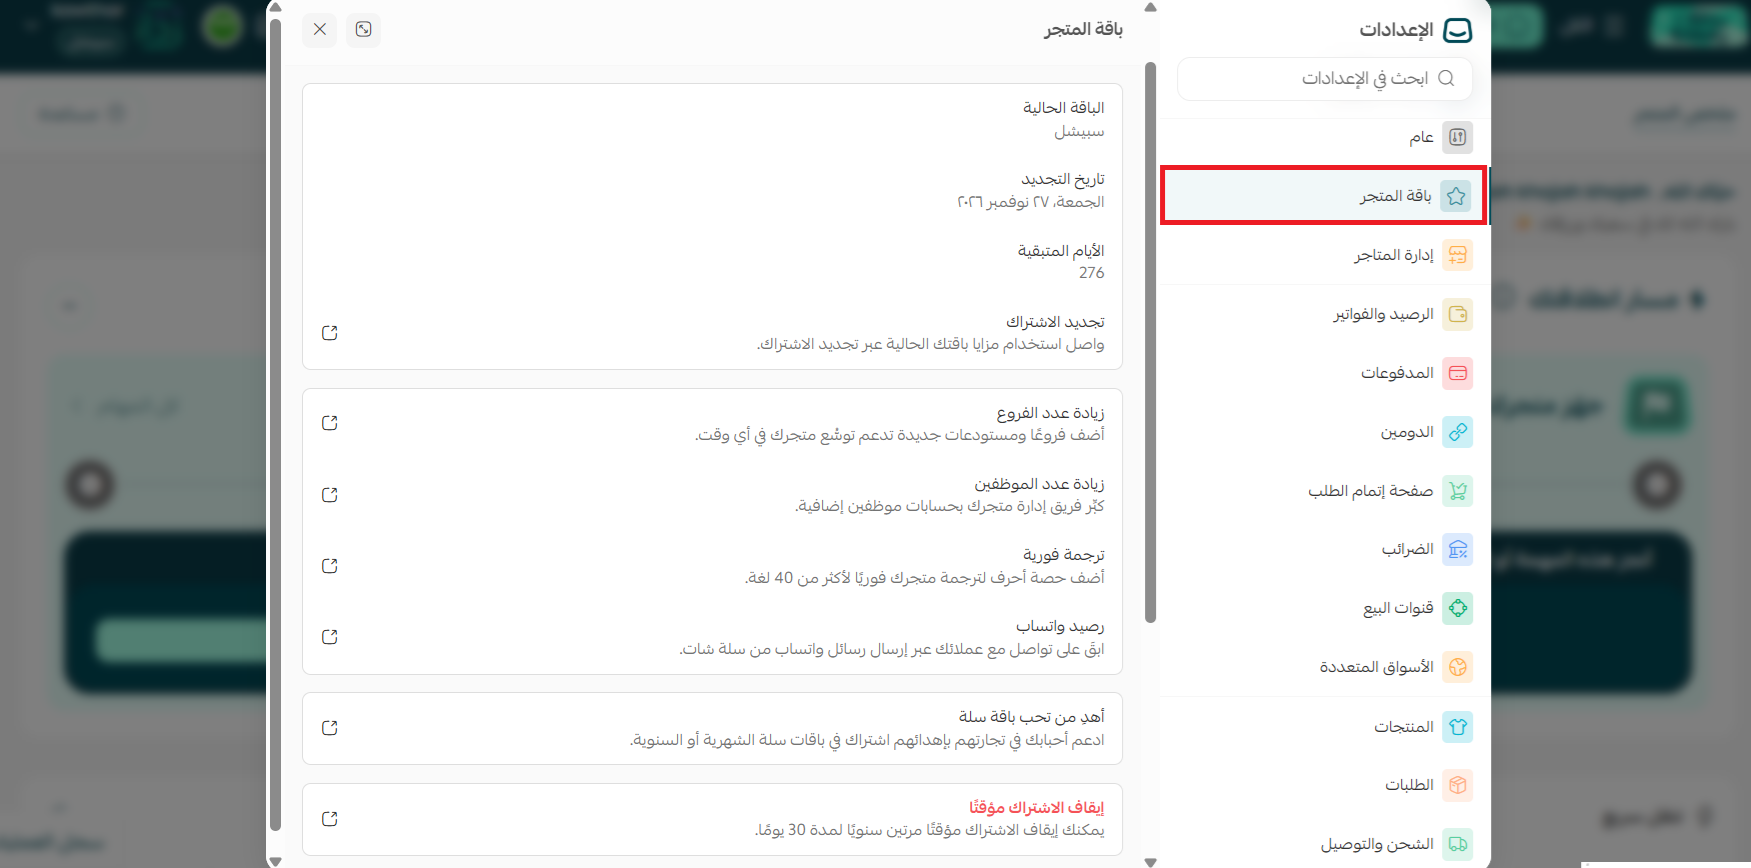 الإعدادات
ابحث في الإعدادات
عام
باقة المتجر
إدارة المتاجر
الرصيد والفواتير
المدفوعات
الدومين
صفحة إتمام الطلب
الضرائب
قنوات البيع
الأسواق المتعددة
المنتجات
الطلبات
الشحن والتوصيل
باقة المتجر
الباقة الحالية
سبيشل
تاريخ التجديد
الجمعة، ٢٧ نوفمبر ٢٠٢٦
الأيام المتبقية
276
تجديد الاشتراك
واصل استخدام مزايا باقتك الحالية عبر تجديد الاشتراك.
زيادة عدد الفروع
أضف فروعًا ومستودعات جديدة تدعم توسُّع متجرك في أي وقت.
زيادة عدد الموظفين
كبّر فريق إدارة متجرك بحسابات موظفين إضافية.
ترجمة فورية
أضف حصة أحرف لترجمة متجرك فوريًا لأكثر من 40 لغة.
رصيد واتساب
ابقَ على تواصل مع عملائك عبر إرسال رسائل واتساب من سلة شات.
أهدِ من تحب باقة سلة
ادعم أحبابك في تجارتهم بإهدائهم اشتراك في باقات سلة الشهرية أو السنوية.
إيقاف الاشتراك مؤقتًا
يمكنك إيقاف الاشتراك مؤقتًا مرتين سنويًا لمدة 30 يومًا.